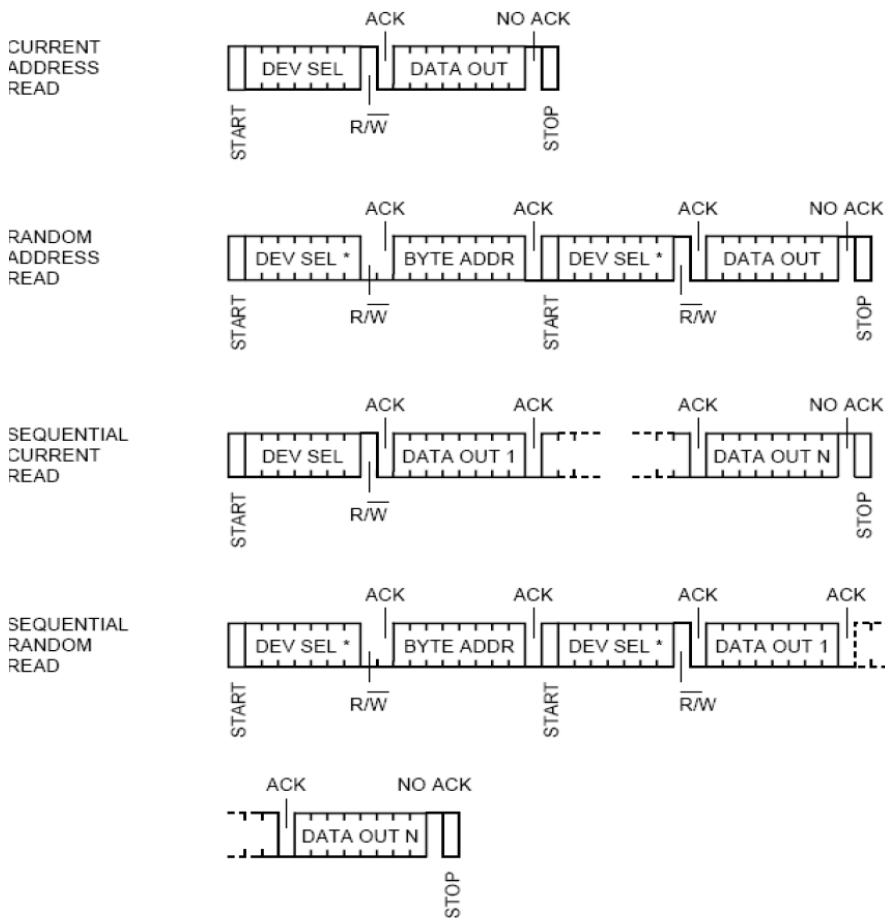 ACK NO ACK
CURRENT
ADDRESS
READ
DEV SEL DATA OUT
START R/W̅ STOP
ACK ACK ACK NO ACK
RANDOM
ADDRESS
READ
DEV SEL * BYTE ADDR DEV SEL * DATA OUT
START R/W̅ START R̅/W STOP
ACK ACK ACK NO ACK
SEQUENTIAL
CURRENT
READ
DEV SEL DATA OUT 1 DATA OUT N
START R/W̅ STOP
ACK ACK ACK ACK
SEQUENTIAL
RANDOM
READ
DEV SEL * BYTE ADDR DEV SEL * DATA OUT 1
START R/W̅ START R̅/W
ACK NO ACK
DATA OUT N
STOP